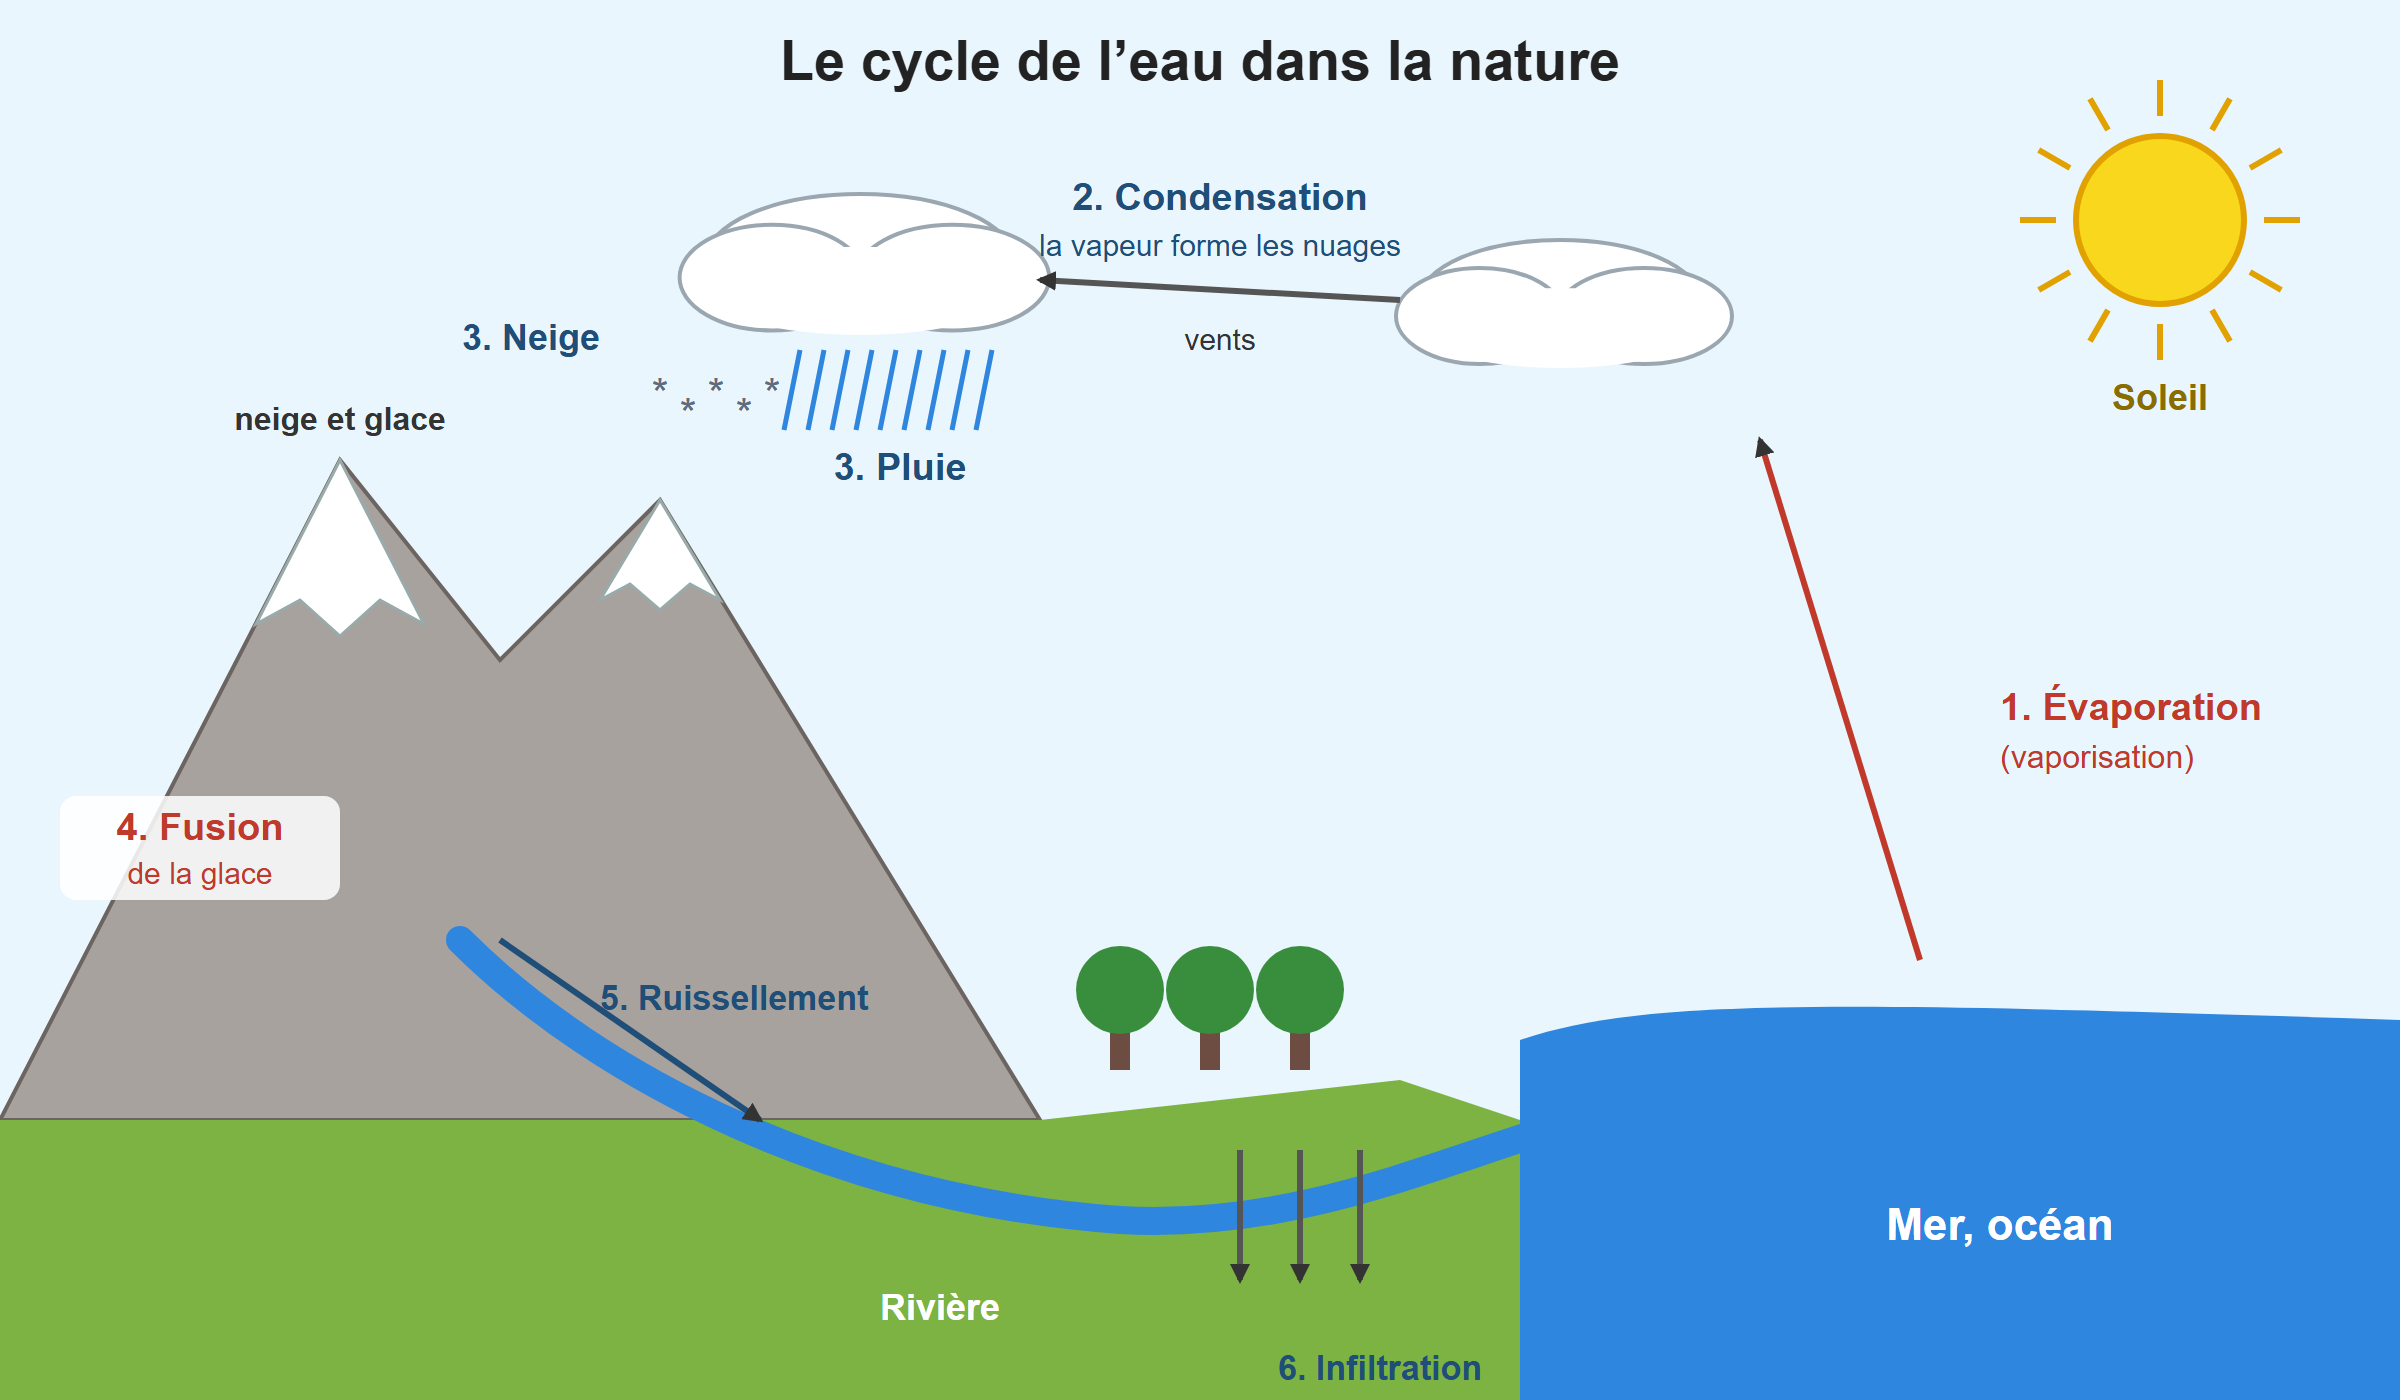 Le cycle de l’eau dans la nature
2. Condensation
la vapeur forme les nuages
vents
Soleil
3. Neige
neige et glace
* * * * *
3. Pluie
1. Évaporation
(vaporisation)
4. Fusion
de la glace
5. Ruissellement
Mer, océan
Rivière
6. Infiltration